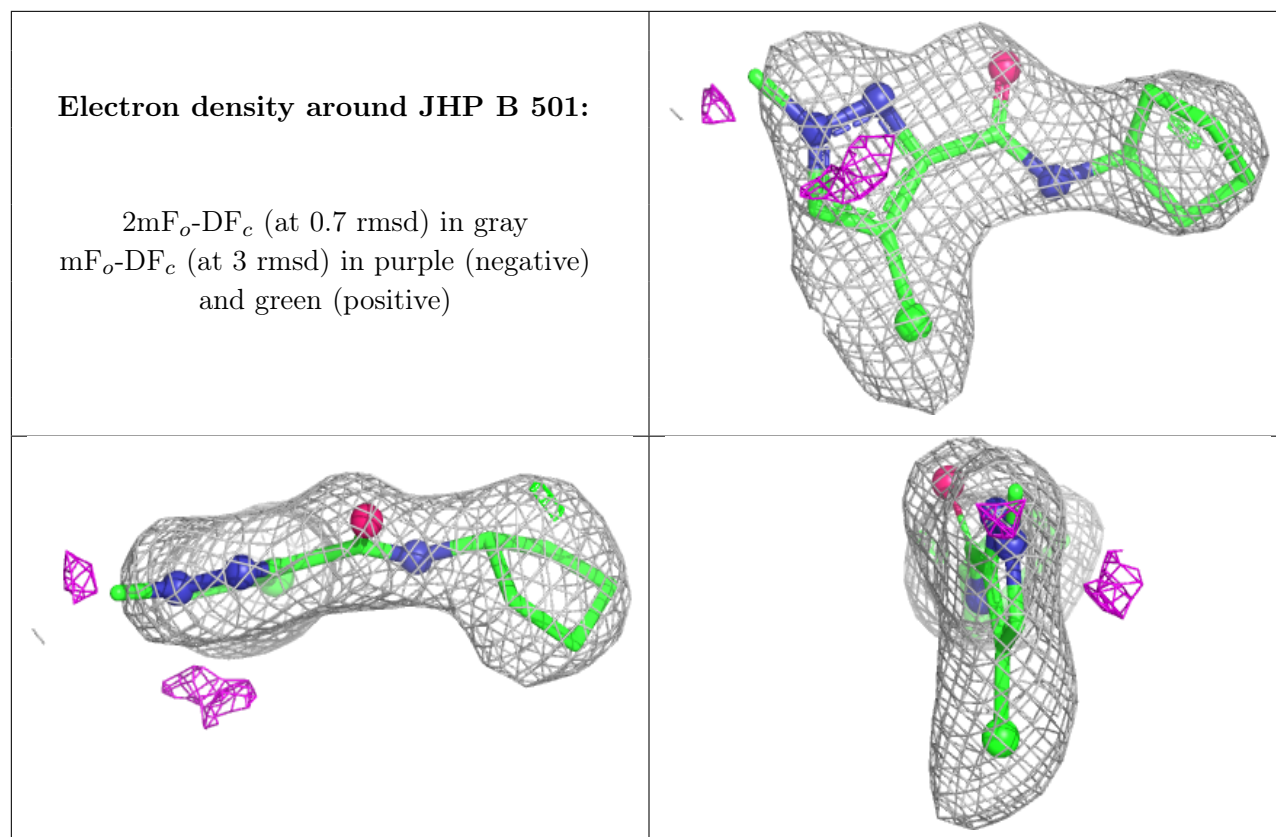 Electron density around JHP B 501:
2mFo-DFc (at 0.7 rmsd) in gray
mFo-DFc (at 3 rmsd) in purple (negative)
and green (positive)